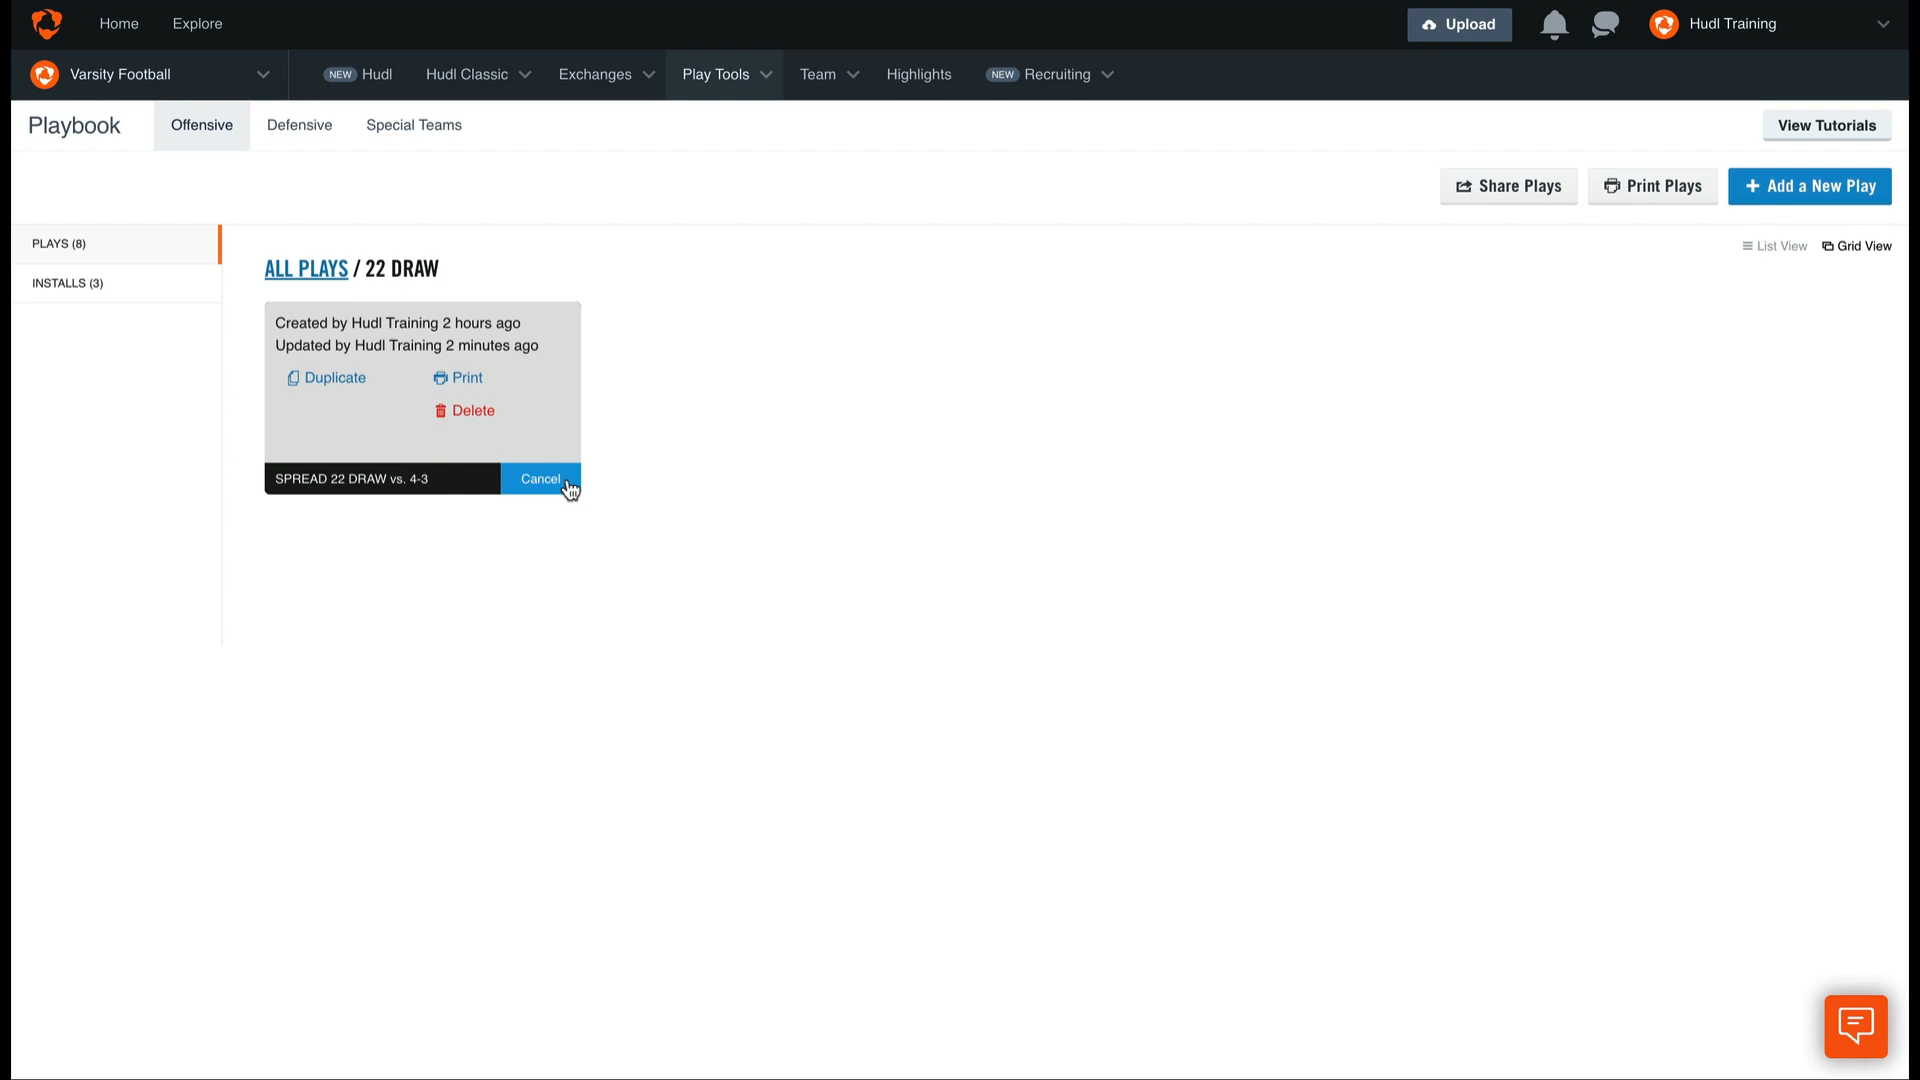 Home Explore Upload Hudl Training
Varsity Football NEW Hudl Hudl Classic Exchanges Play Tools Team Highlights NEW Recruiting
Playbook Offensive Defensive Special Teams View Tutorials
Share Plays Print Plays + Add a New Play
PLAYS (8) List View Grid View
INSTALLS (3)
ALL PLAYS / 22 DRAW
Created by Hudl Training 2 hours ago
Updated by Hudl Training 2 minutes ago
Duplicate Print
Delete
SPREAD 22 DRAW vs. 4-3 Cancel